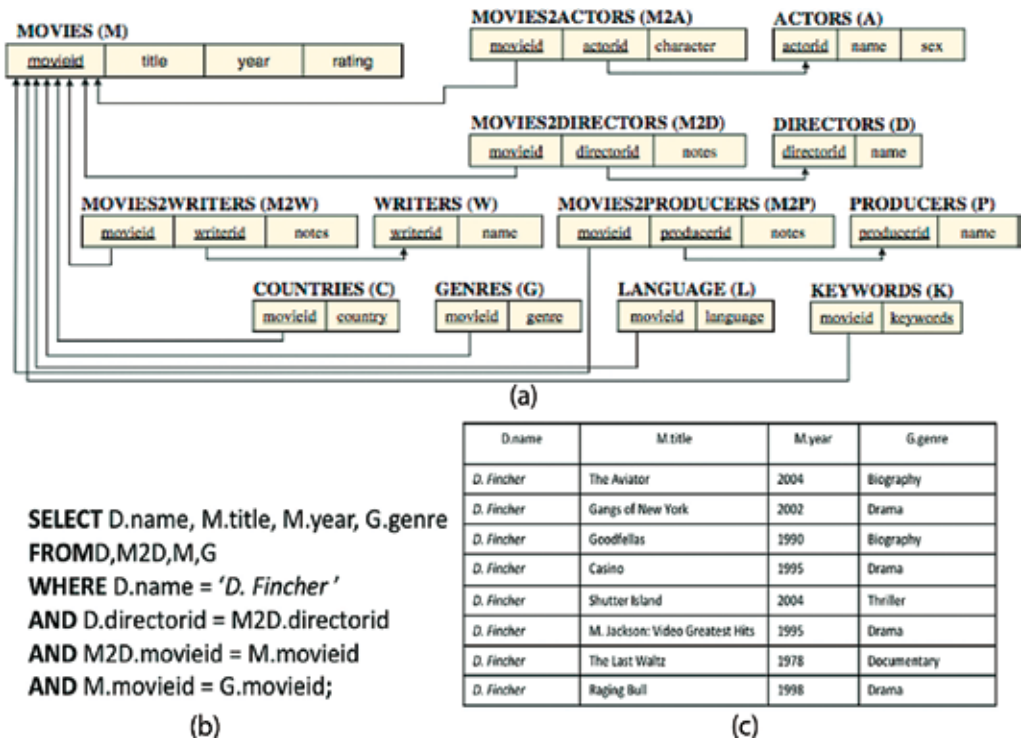 MOVIES (M)
movieid title year rating
MOVIES2ACTORS (M2A)
movieid actorid character
ACTORS (A)
actorid name sex
MOVIES2DIRECTORS (M2D)
movieid directorid notes
DIRECTORS (D)
directorid name
MOVIES2WRITERS (M2W)
movieid writerid notes
WRITERS (W)
writerid name
MOVIES2PRODUCERS (M2P)
movieid producerid notes
PRODUCERS (P)
producerid name
COUNTRIES (C)
movieid country
GENRES (G)
movieid genre
LANGUAGE (L)
movieid language
KEYWORDS (K)
movieid keywords
(a)
SELECT D.name, M.title, M.year, G.genre
FROMD,M2D,M,G
WHERE D.name = 'D. Fincher'
AND D.directorid = M2D.directorid
AND M2D.movieid = M.movieid
AND M.movieid = G.movieid;
(b)
D.name M.title M.year G.genre
D. Fincher The Aviator 2004 Biography
D. Fincher Gangs of New York 2002 Drama
D. Fincher Goodfellas 1990 Biography
D. Fincher Casino 1995 Drama
D. Fincher Shutter Island 2004 Thriller
D. Fincher M. Jackson: Video Greatest Hits 1995 Drama
D. Fincher The Last Waltz 1978 Documentary
D. Fincher Raging Bull 1998 Drama
(c)